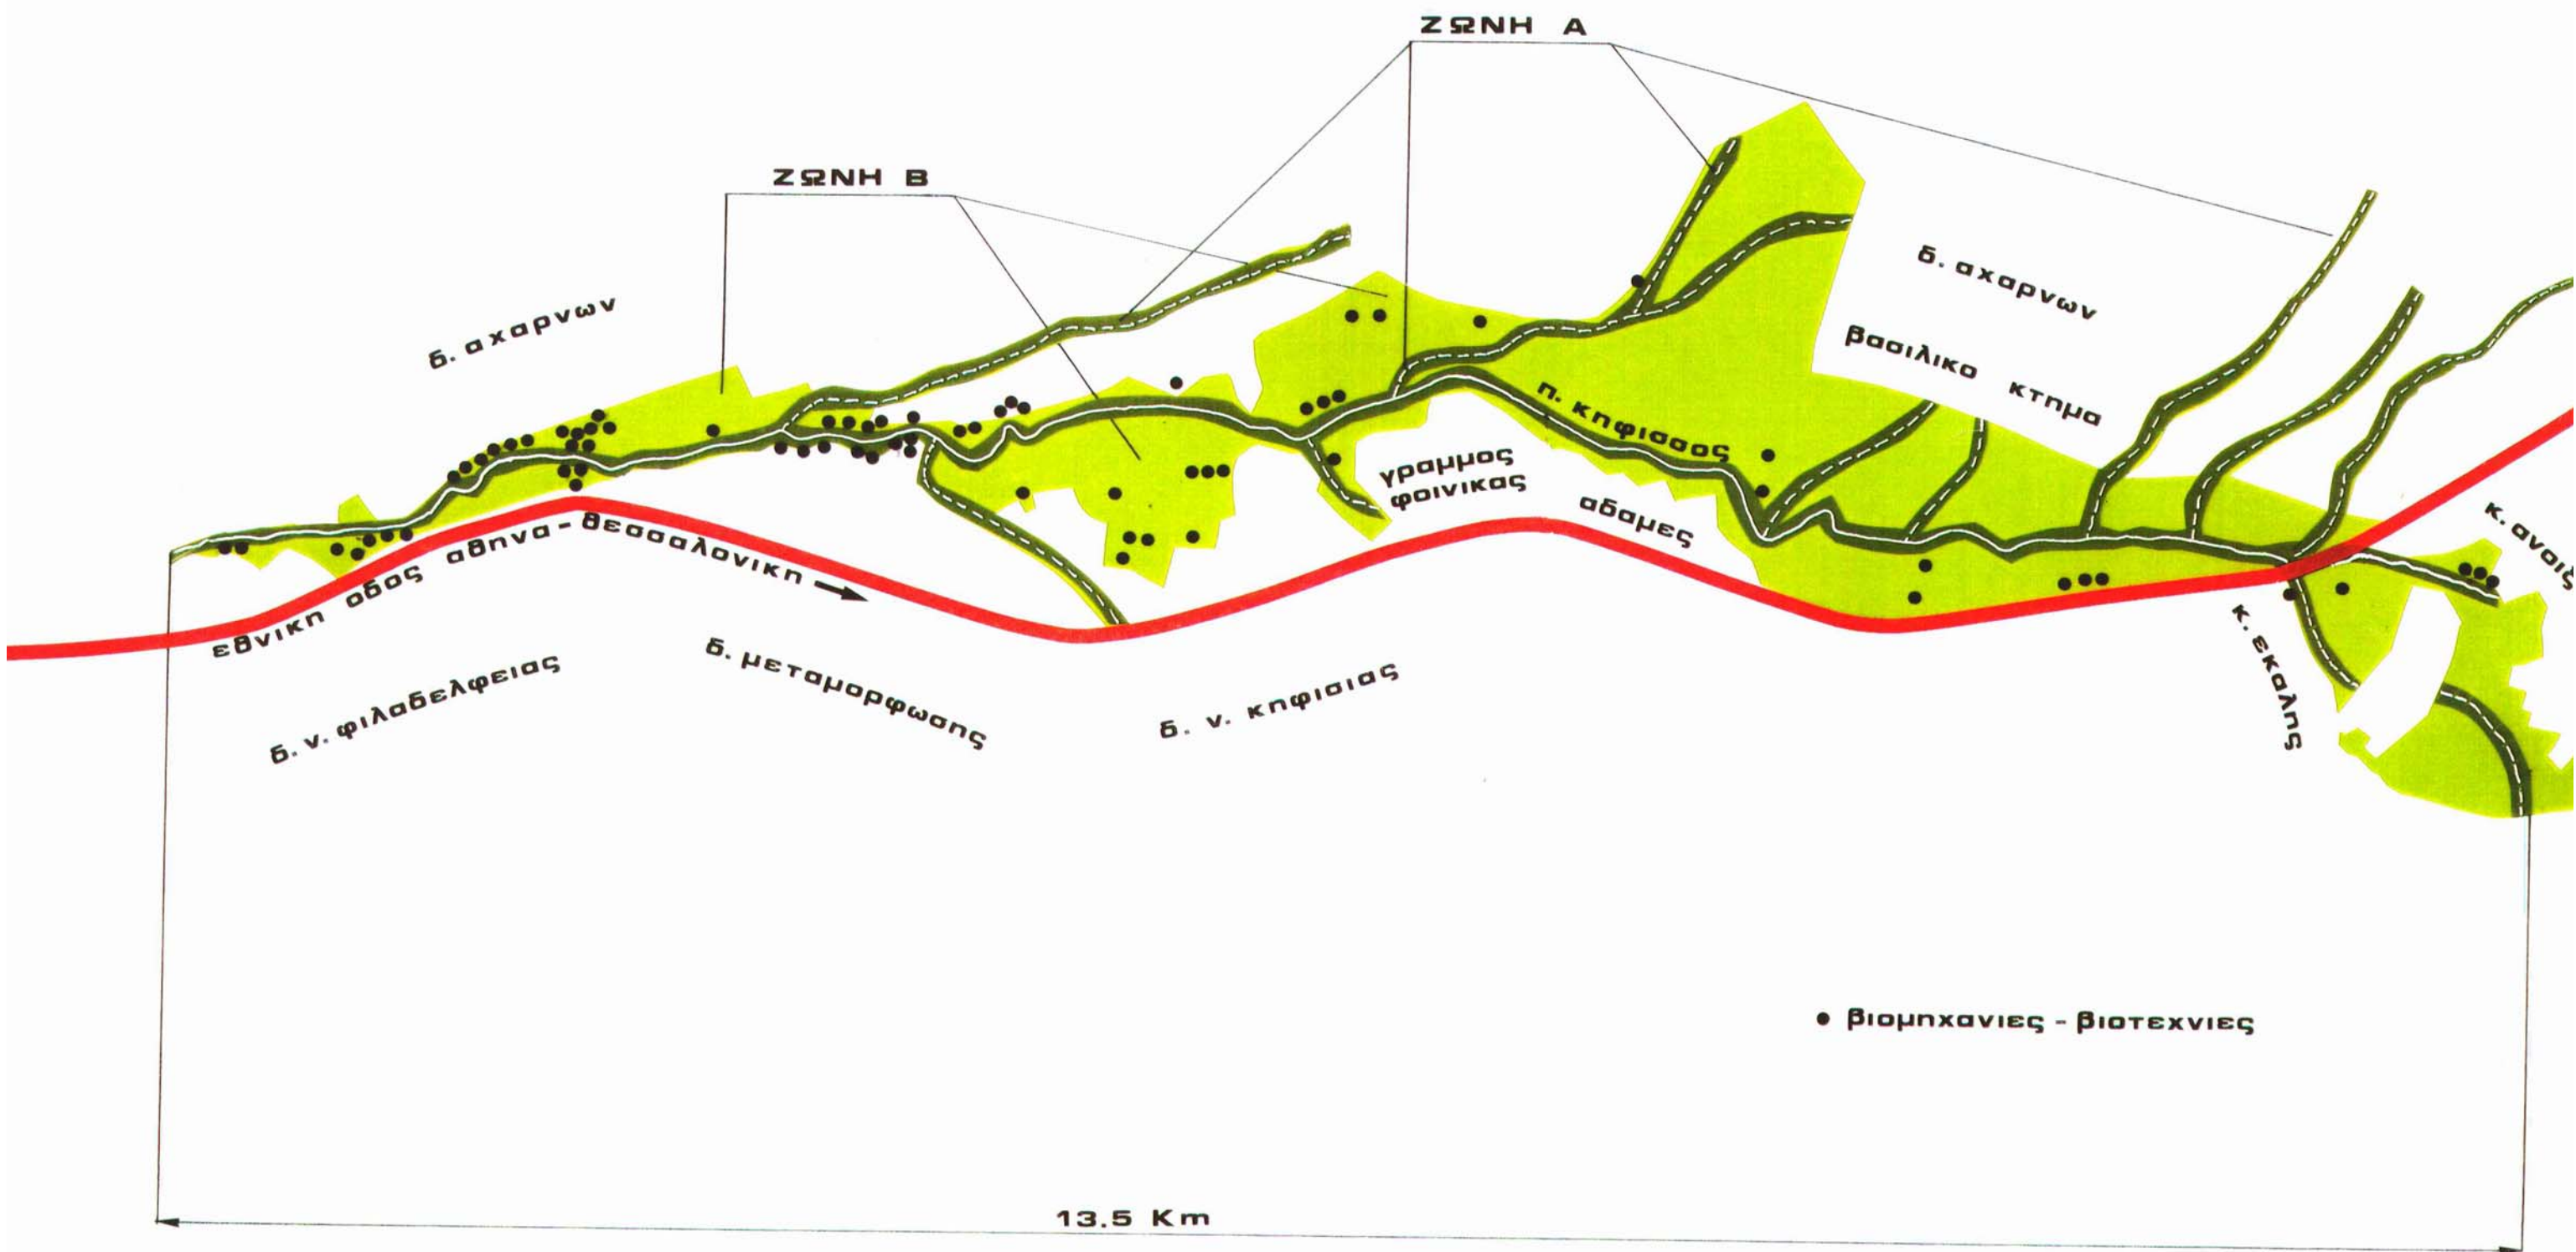 ΖΩΝΗ Α
ΖΩΝΗ Β
δ. αχαρνων
δ. αχαρνων
βασιλικο κτημα
π. κηφισσος
γραμμος
φοινικας
αδαμες
εθνικη οδος αθηνα - θεσσαλονικη
κ. εκαλης
δ. ν. φιλαδελφειας
δ. μεταμορφωσης
δ. ν. κηφισιας
βιομηχανιες - βιοτεχνιες
13.5 Km